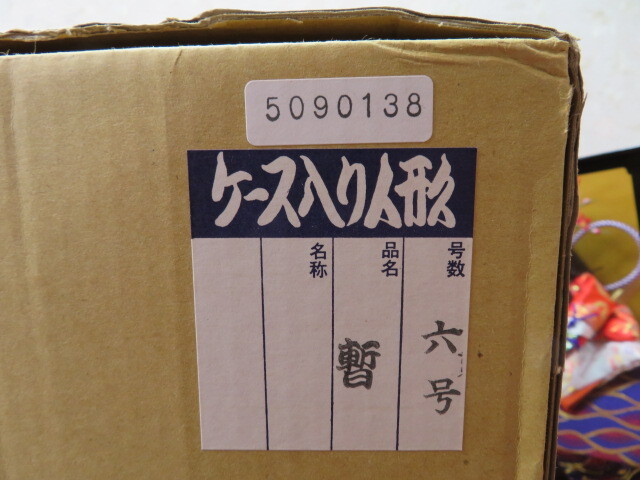 5090138
ケース入り人形
号数
六号
品名
暫
名称